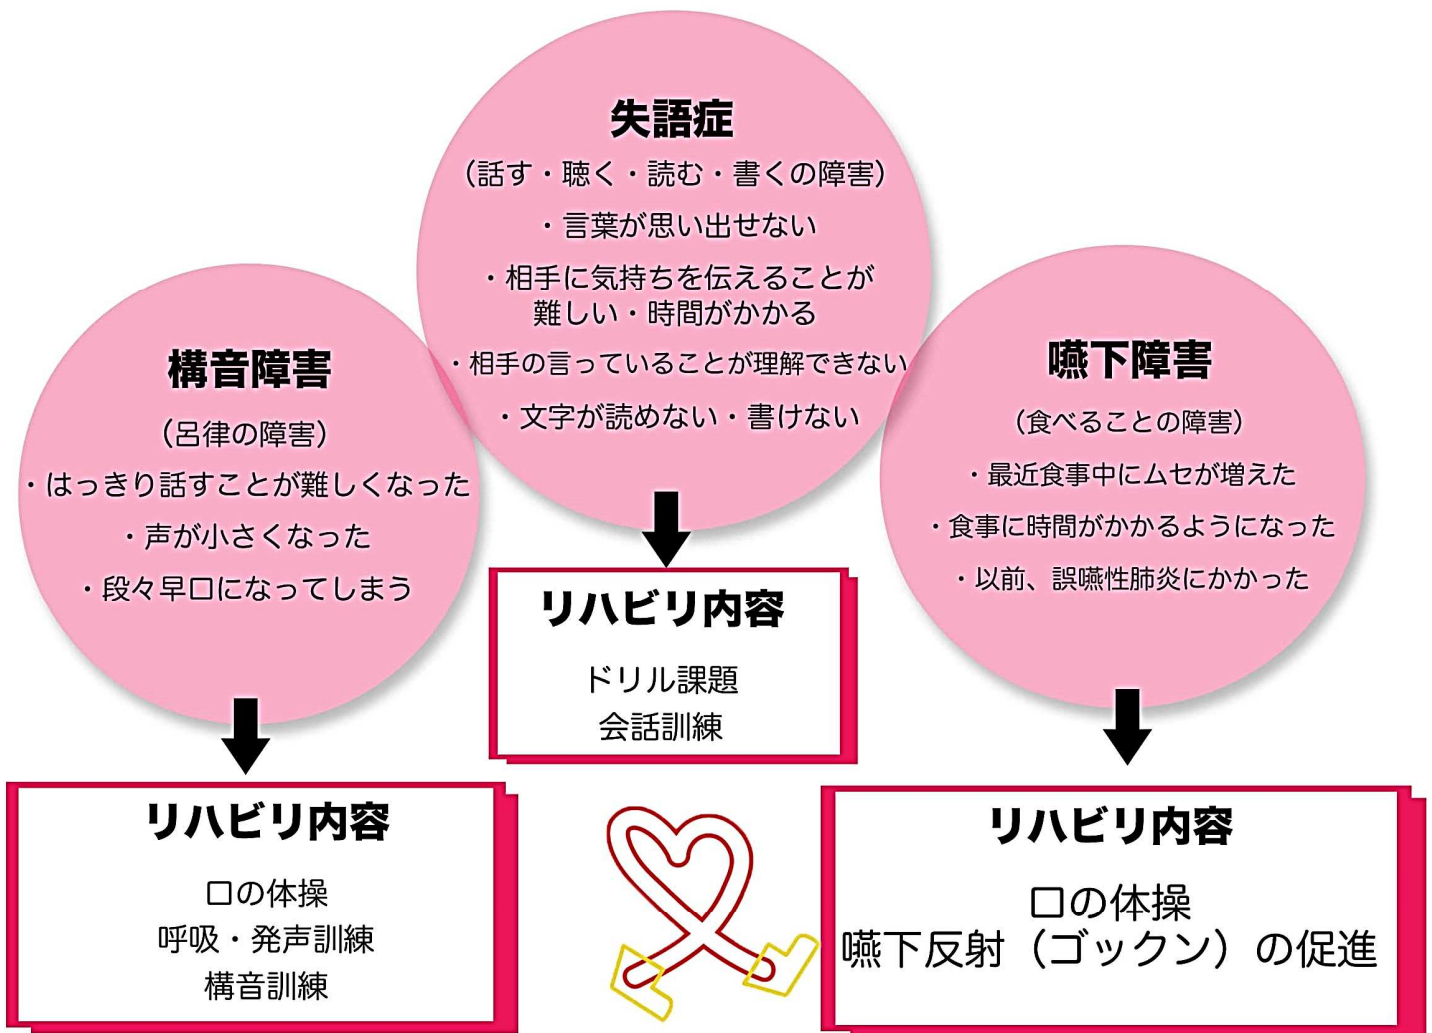 失語症
（話す・聴く・読む・書くの障害）
・言葉が思い出せない
・相手に気持ちを伝えることが
難しい・時間がかかる
・相手の言っていることが理解できない
・文字が読めない・書けない
リハビリ内容
ドリル課題
会話訓練
構音障害
（呂律の障害）
・はっきり話すことが難しくなった
・声が小さくなった
・段々早口になってしまう
リハビリ内容
口の体操
呼吸・発声訓練
構音訓練
嚥下障害
（食べることの障害）
・最近食事中にムセが増えた
・食事に時間がかかるようになった
・以前、誤嚥性肺炎にかかった
リハビリ内容
口の体操
嚥下反射（ゴックン）の促進